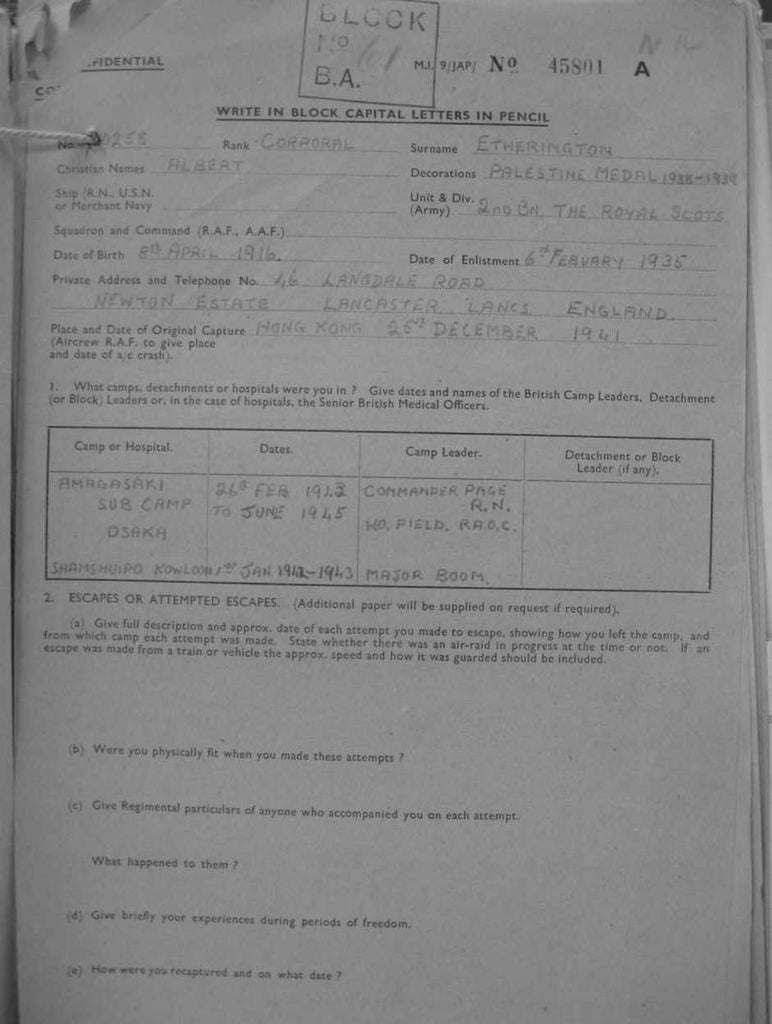 BLOCK
NO 61
B.A.
FIDENTIAL
CO
M.I. 9/JAP/ No 45801 A
WRITE IN BLOCK CAPITAL LETTERS IN PENCIL
No. 0258 Rank CORPORAL Surname ETHERINGTON
Christian Names ALBERT Decorations PALESTINE MEDAL 1938-1939
Ship (R.N., U.S.N. or Merchant Navy
Unit & Div. (Army) 2ND BN. THE ROYAL SCOTS
Squadron and Command (R.A.F., A.A.F.)
Date of Birth 8TH APRIL 1916. Date of Enlistment 6TH FEBUARY 1935
Private Address and Telephone No. 46 LANGDALE ROAD
NEWTON ESTATE LANCASTER LANCS ENGLAND.
Place and Date of Original Capture HONG KONG 25TH DECEMBER 1941
(Aircrew R.A.F. to give place
and date of a/c crash).
1. What camps, detachments or hospitals were you in ? Give dates and names of the British Camp Leaders, Detachment
(or Block) Leaders or, in the case of hospitals, the Senior British Medical Officers.
Camp or Hospital. Dates. Camp Leader. Detachment or Block
Leader (if any).
AMAGASAKI 26TH FEB 1943 COMMANDER PAGE
SUB CAMP TO JUNE 1945 R.N.
OSAKA WO, FIELD, RAOC.
SHAMSHUIPO KOWLOON 1ST JAN 1942-1943 MAJOR BOOM.
2. ESCAPES OR ATTEMPTED ESCAPES. (Additional paper will be supplied on request if required).
(a) Give full description and approx. date of each attempt you made to escape, showing how you left the camp, and
from which camp each attempt was made. State whether there was an air-raid in progress at the time or not. If an
escape was made from a train or vehicle the approx. speed and how it was guarded should be included.
(b) Were you physically fit when you made these attempts ?
(c) Give Regimental particulars of anyone who accompanied you on each attempt.
What happened to them ?
(d) Give briefly your experiences during periods of freedom.
(e) How were you recaptured and on what date ?